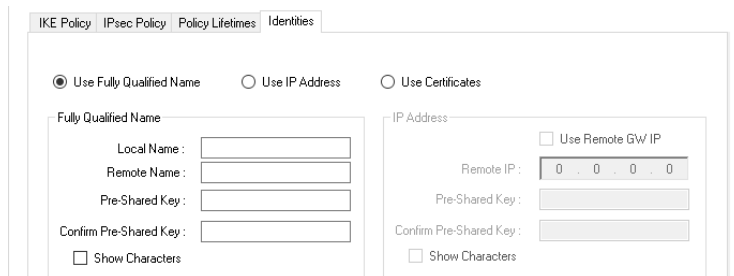 IKE Policy IPsec Policy Policy Lifetimes Identities
Use Fully Qualified Name Use IP Address Use Certificates
Fully Qualified Name
Local Name :
Remote Name :
Pre-Shared Key :
Confirm Pre-Shared Key :
Show Characters
IP Address
Use Remote GW IP
Remote IP : 0 . 0 . 0 . 0
Pre-Shared Key :
Confirm Pre-Shared Key :
Show Characters